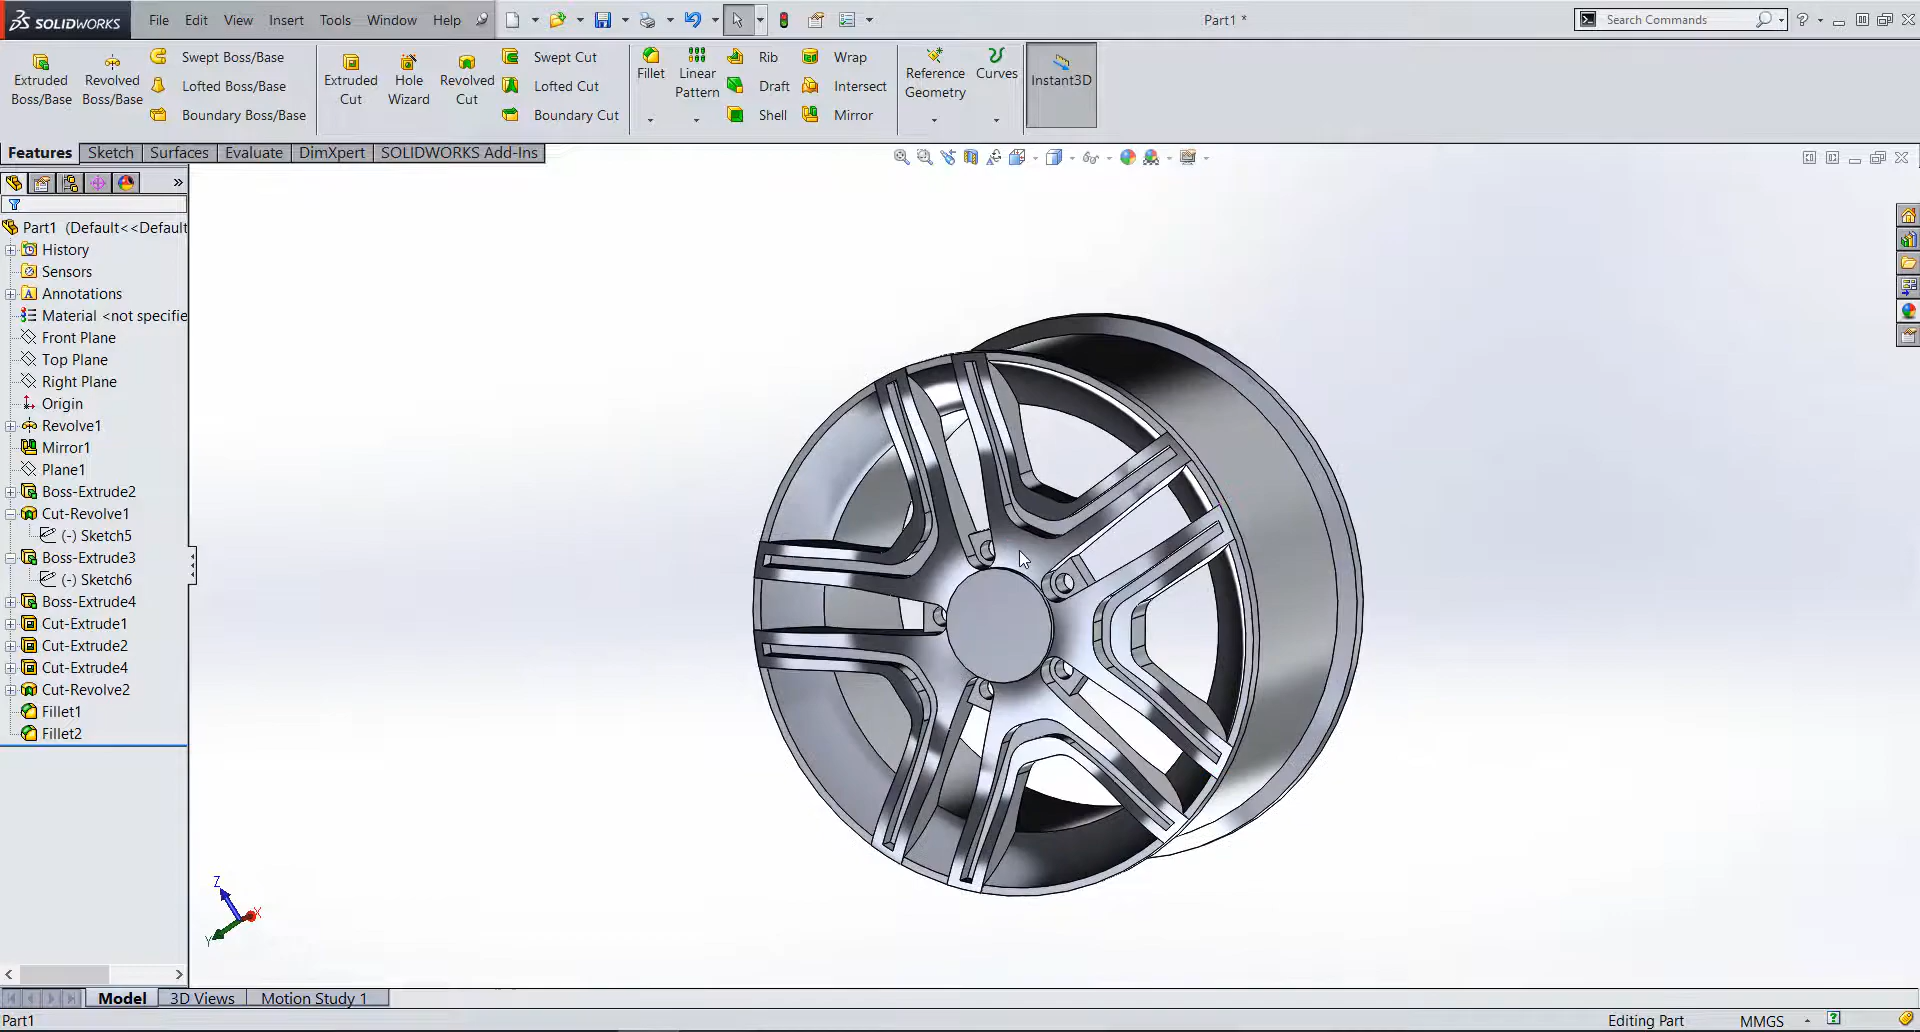 SOLIDWORKS File Edit View Insert Tools Window Help Part1 * Search Commands
Extruded Boss/Base
Revolved Boss/Base
Swept Boss/Base
Lofted Boss/Base
Boundary Boss/Base
Extruded Cut
Hole Wizard
Revolved Cut
Swept Cut
Lofted Cut
Boundary Cut
Fillet
Linear Pattern
Rib
Draft
Shell
Wrap
Intersect
Mirror
Reference Geometry
Curves
Instant3D
Features Sketch Surfaces Evaluate DimXpert SOLIDWORKS Add-Ins
Part1 (Default<<Default
History
Sensors
Annotations
Material <not specifie
Front Plane
Top Plane
Right Plane
Origin
Revolve1
Mirror1
Plane1
Boss-Extrude2
Cut-Revolve1
(-) Sketch5
Boss-Extrude3
(-) Sketch6
Boss-Extrude4
Cut-Extrude1
Cut-Extrude2
Cut-Extrude4
Cut-Revolve2
Fillet1
Fillet2
Z
X
Y
Model 3D Views Motion Study 1
Part1 Editing Part MMGS